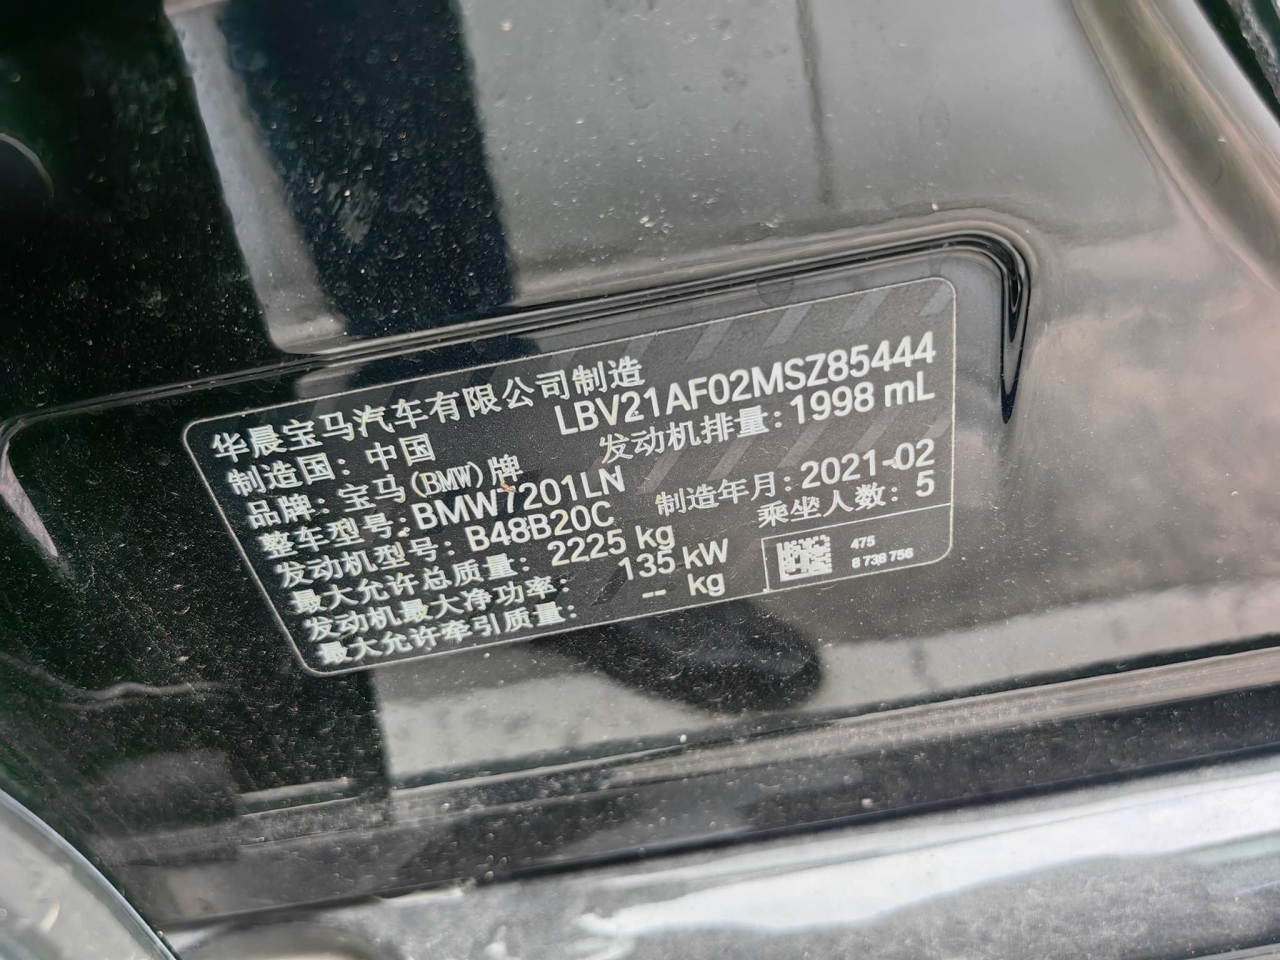 华晨宝马汽车有限公司制造
制造国：中国 LBV21AF02MSZ85444
品牌：宝马(BMW)牌 发动机排量：1998 mL
整车型号：BMW7201LN
发动机型号：B48B20C 制造年月：2021-02
最大允许总质量：2225 kg 乘坐人数：5
发动机最大净功率：135 kW
最大允许牵引质量：-- kg
475
8 738 756